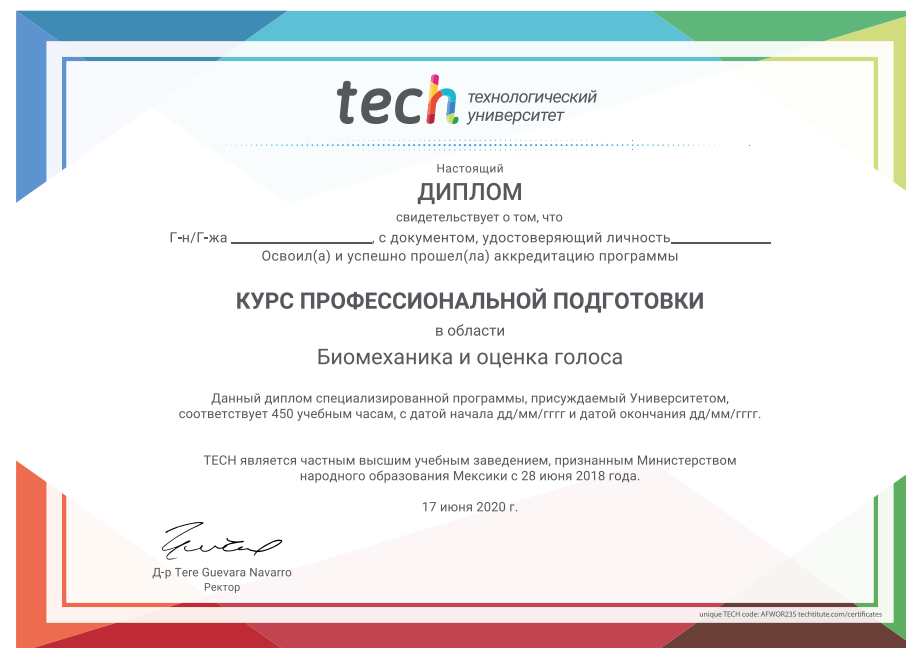 tech технологический
университет
Настоящий
ДИПЛОМ
свидетельствует о том, что
Г-н/Г-жа ____________________, с документом, удостоверяющий личность______________
Освоил(а) и успешно прошел(ла) аккредитацию программы
КУРС ПРОФЕССИОНАЛЬНОЙ ПОДГОТОВКИ
в области
Биомеханика и оценка голоса
Данный диплом специализированной программы, присуждаемый Университетом,
соответствует 450 учебным часам, с датой начала дд/мм/гггг и датой окончания дд/мм/гггг.
TECH является частным высшим учебным заведением, признанным Министерством
народного образования Мексики с 28 июня 2018 года.
17 июня 2020 г.
Д-р Tere Guevara Navarro
Ректор
unique TECH code: AFWOR23S techtitute.com/certificates